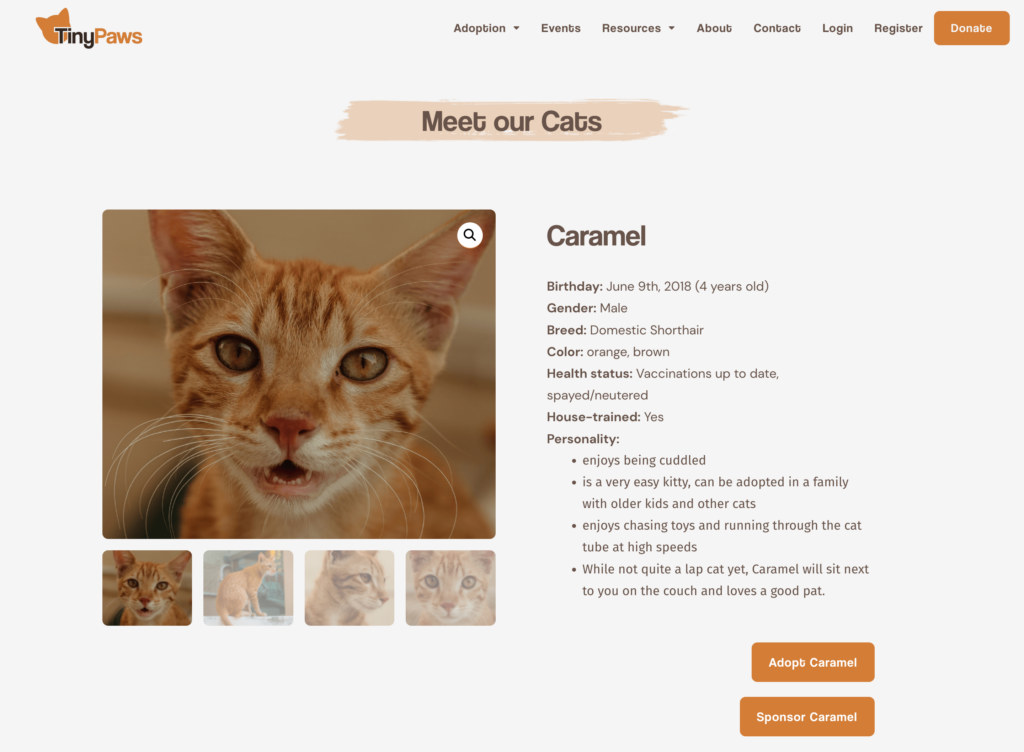 TinyPaws
Adoption
Events
Resources
About
Contact
Login
Register
Donate
Meet our Cats
Caramel
Birthday: June 9th, 2018 (4 years old)
Gender: Male
Breed: Domestic Shorthair
Color: orange, brown
Health status: Vaccinations up to date,
spayed/neutered
House-trained: Yes
Personality:
• enjoys being cuddled
• is a very easy kitty, can be adopted in a family
with older kids and other cats
• enjoys chasing toys and running through the cat
tube at high speeds
• While not quite a lap cat yet, Caramel will sit next
to you on the couch and loves a good pat.
Adopt Caramel
Sponsor Caramel